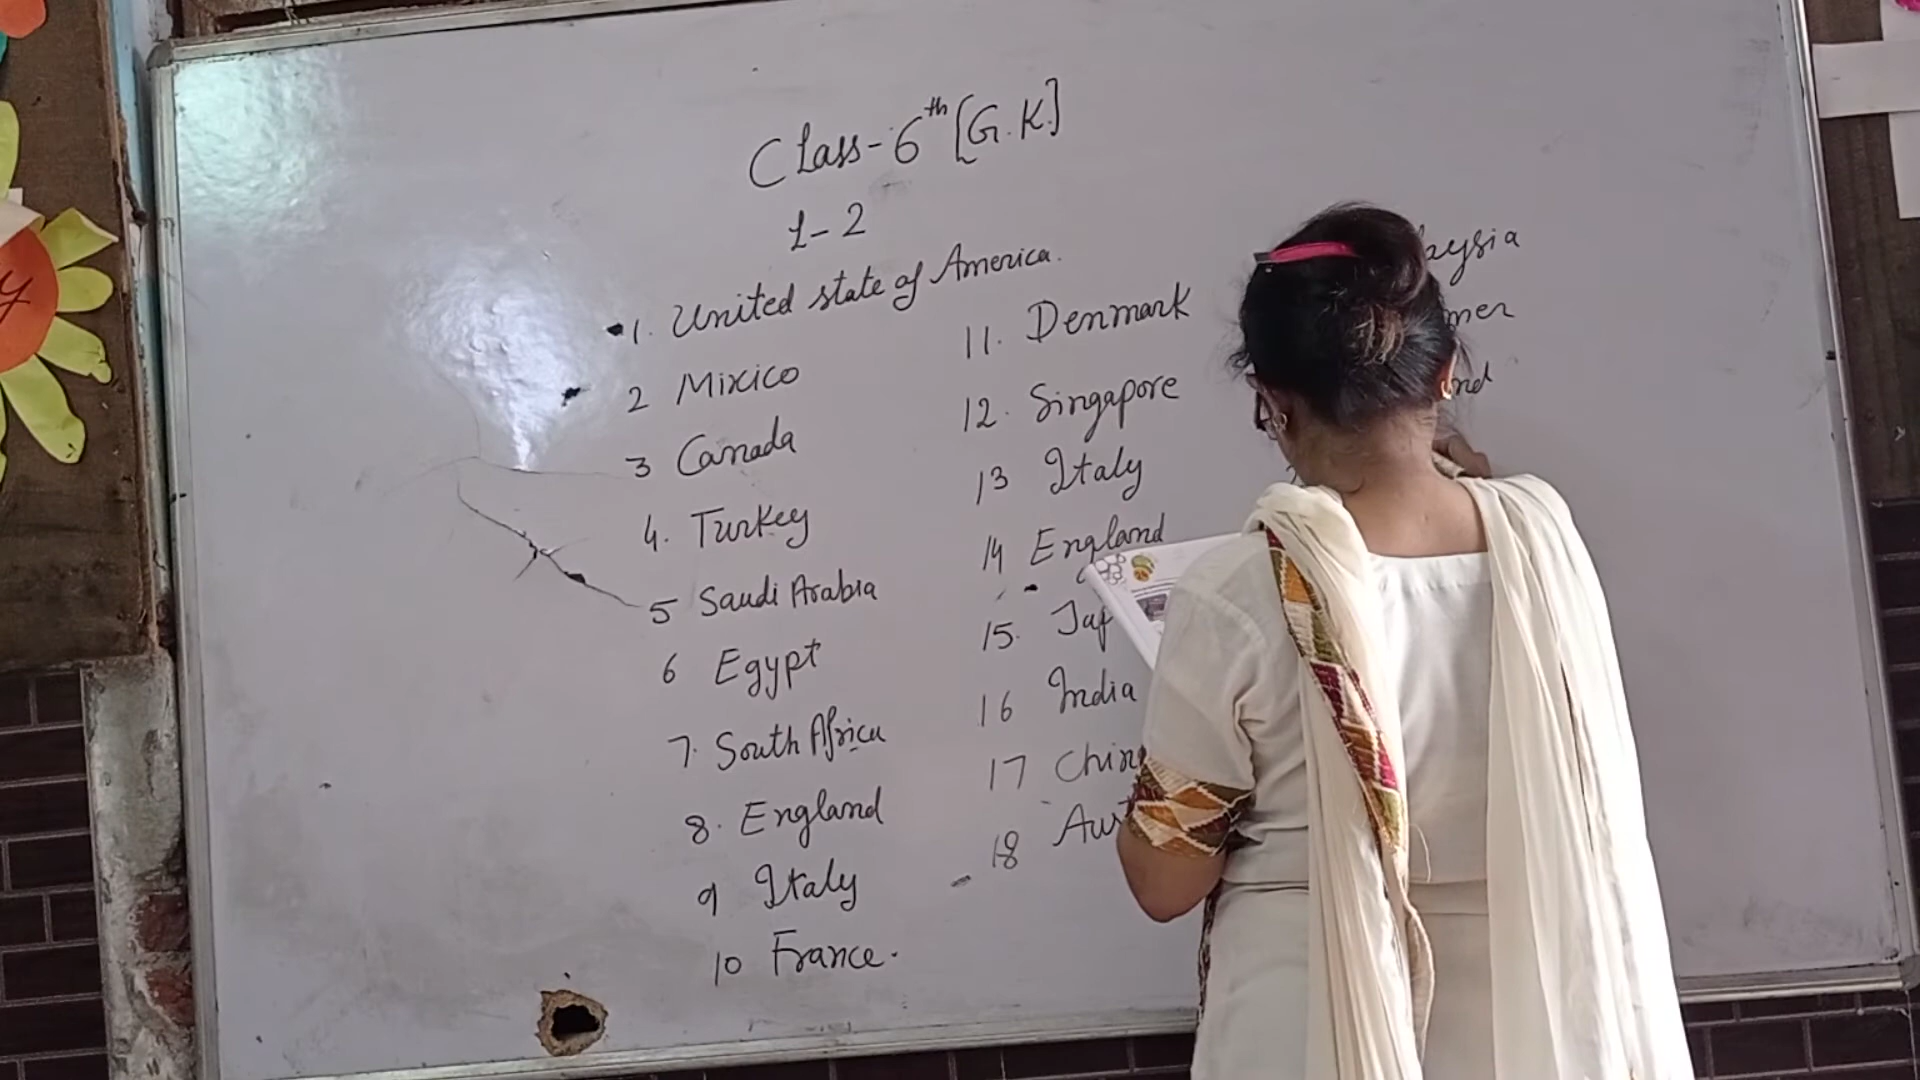 Class-6th [G.K]
L-2
1. United state of America.
2 Mixico
3 Canada
4. Turkey
5 Saudi Arabia
6 Egypt
7. South Africa
8. England
9 Italy
10 France.
11. Denmark
12. Singapore
13 Italy
14 England
15.
16 India
17
18